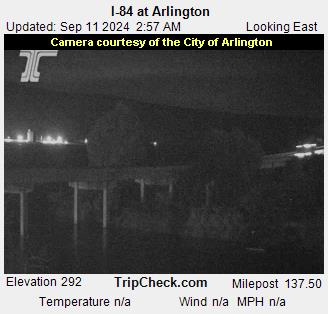 I-84 at Arlington
Updated: Sep 11 2024 2:57 AM Looking East
Camera courtesy of the City of Arlington
Elevation 292 TripCheck.com Milepost 137.50
Temperature n/a Wind n/a MPH n/a